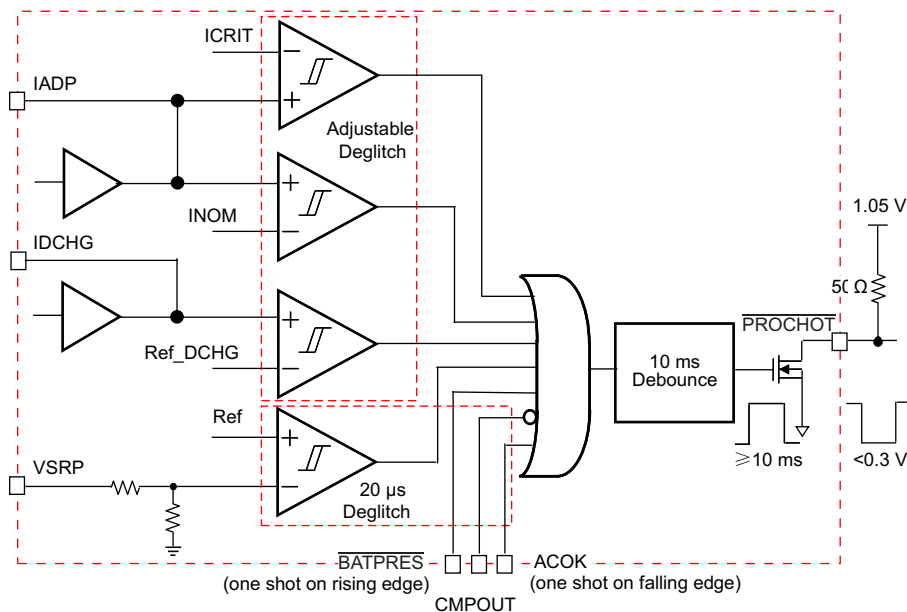 ICRIT
IADP
Adjustable
Deglitch
INOM
IDCHG
Ref_DCHG
Ref
VSRP
20 µs
Deglitch
1.05 V
50 Ω
PROCHOT
10 ms
Debounce
≥10 ms
<0.3 V
BATPRES
(one shot on rising edge)
CMPOUT
ACOK
(one shot on falling edge)